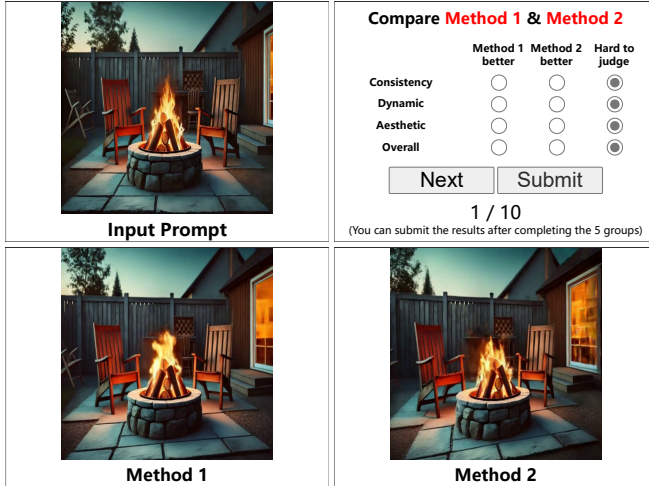 Input Prompt
Compare Method 1 & Method 2
Method 1 better
Method 2 better
Hard to judge
Consistency
Dynamic
Aesthetic
Overall
Next
Submit
1 / 10
(You can submit the results after completing the 5 groups)
Method 1
Method 2